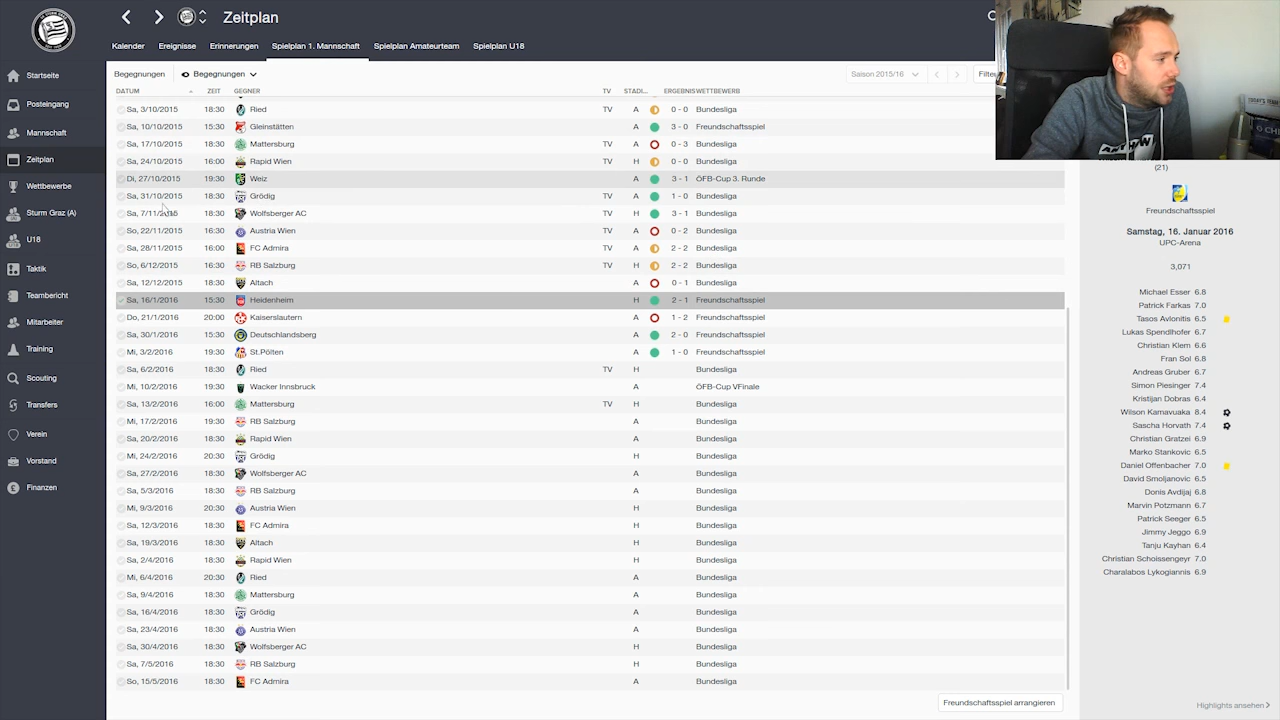 Zeitplan
Kalender Ereignisse Erinnerungen Spielplan 1. Mannschaft Spielplan Amateurteam Spielplan U18
Startseite
Posteingang
Mannschaft
Zeitplan
Wettbewerbe
Sturm Graz (A)
U18
Taktik
Teambericht
Mitarbeiter
Training
Scouting
Transfers
Verein
Vorstand
Finanzen
Begegnungen Begegnungen Saison 2015/16
DATUM ZEIT GEGNER TV STADI... ERGEBNIS WETTBEWERB
Sa, 3/10/2015 18:30 Ried TV A 0 - 0 Bundesliga
Sa, 10/10/2015 15:30 Gleinstätten A 3 - 0 Freundschaftsspiel
Sa, 17/10/2015 18:30 Mattersburg TV A 0 - 3 Bundesliga
Sa, 24/10/2015 16:00 Rapid Wien TV H 0 - 0 Bundesliga
Di, 27/10/2015 19:30 Weiz A 3 - 1 ÖFB-Cup 3. Runde
Sa, 31/10/2015 18:30 Grödig TV A 1 - 0 Bundesliga
Sa, 7/11/2015 18:30 Wolfsberger AC TV H 3 - 1 Bundesliga
So, 22/11/2015 16:30 Austria Wien TV A 0 - 2 Bundesliga
Sa, 28/11/2015 16:00 FC Admira TV A 2 - 2 Bundesliga
So, 6/12/2015 16:30 RB Salzburg TV H 2 - 2 Bundesliga
Sa, 12/12/2015 18:30 Altach A 0 - 1 Bundesliga
Sa, 16/1/2016 15:30 Heidenheim H 2 - 1 Freundschaftsspiel
Do, 21/1/2016 20:00 Kaiserslautern A 1 - 2 Freundschaftsspiel
Sa, 30/1/2016 15:30 Deutschlandsberg A 2 - 0 Freundschaftsspiel
Mi, 3/2/2016 19:30 St.Pölten A 1 - 0 Freundschaftsspiel
Sa, 6/2/2016 18:30 Ried TV H Bundesliga
Mi, 10/2/2016 19:30 Wacker Innsbruck A ÖFB-Cup VFinale
Sa, 13/2/2016 16:00 Mattersburg TV H Bundesliga
Mi, 17/2/2016 19:30 RB Salzburg A Bundesliga
Sa, 20/2/2016 18:30 Rapid Wien A Bundesliga
Mi, 24/2/2016 20:30 Grödig H Bundesliga
Sa, 27/2/2016 18:30 Wolfsberger AC A Bundesliga
Sa, 5/3/2016 18:30 RB Salzburg A Bundesliga
Mi, 9/3/2016 20:30 Austria Wien H Bundesliga
Sa, 12/3/2016 18:30 FC Admira H Bundesliga
Sa, 19/3/2016 18:30 Altach H Bundesliga
Sa, 2/4/2016 18:30 Rapid Wien H Bundesliga
Mi, 6/4/2016 20:30 Ried A Bundesliga
Sa, 9/4/2016 18:30 Mattersburg A Bundesliga
Sa, 16/4/2016 18:30 Grödig A Bundesliga
Sa, 23/4/2016 18:30 Austria Wien A Bundesliga
Sa, 30/4/2016 18:30 Wolfsberger AC H Bundesliga
Sa, 7/5/2016 18:30 RB Salzburg H Bundesliga
So, 15/5/2016 18:30 FC Admira A Bundesliga
Freundschaftsspiel arrangieren
(21)
Freundschaftsspiel
Samstag, 16. Januar 2016
UPC-Arena
3,071
Michael Esser 6.8
Patrick Farkas 7.0
Tasos Avlonitis 6.5
Lukas Spendlhofer 6.7
Christian Klem 6.6
Fran Sol 6.8
Andreas Gruber 6.7
Simon Piesinger 7.4
Kristijan Dobras 6.4
Wilson Kamavuaka 8.4
Sascha Horvath 7.4
Christian Gratzei 6.9
Marko Stankovic 6.5
Daniel Offenbacher 7.0
David Smoljanovic 6.5
Donis Avdijaj 6.8
Marvin Potzmann 6.7
Patrick Seeger 6.5
Jimmy Jeggo 6.9
Tanju Kayhan 6.4
Christian Schoissengeyr 7.0
Charalabos Lykogiannis 6.9
Highlights ansehen